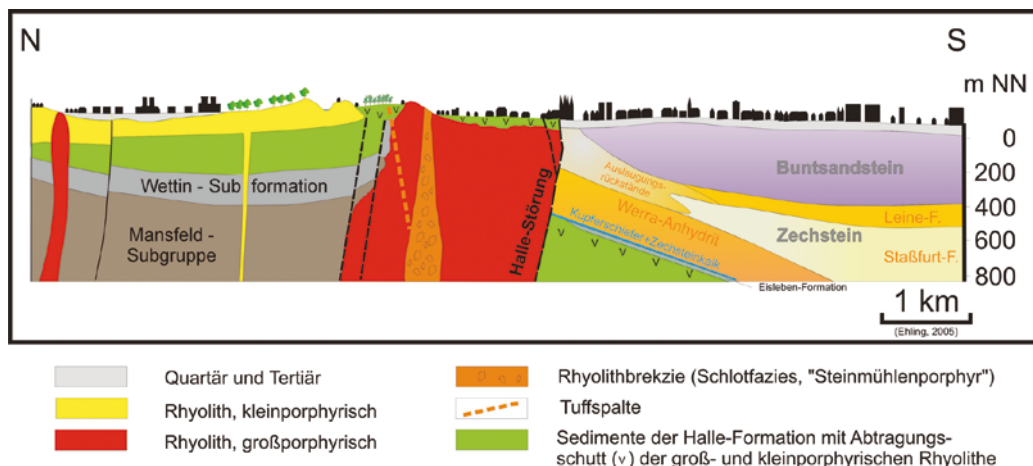 N
S
m NN
0
200
400
600
800
Wettin - Sub formation
Mansfeld -
Subgruppe
Halle-Störung
Auslaugungs-
rückstände
Werra-Anhydrit
Kupferschiefer+Zechsteinkalk
Buntsandstein
Leine-F.
Zechstein
Staßfurt-F.
Eisleben-Formation
1 km
(Ehling, 2005)
Quartär und Tertiär
Rhyolith, kleinporphyrisch
Rhyolith, großporphyrisch
Rhyolithbrekzie (Schlotfazies, "Steinmühlenporphyr")
Tuffspalte
Sedimente der Halle-Formation mit Abtragungs-
schutt (v) der groß- und kleinporphyrischen Rhyolithe